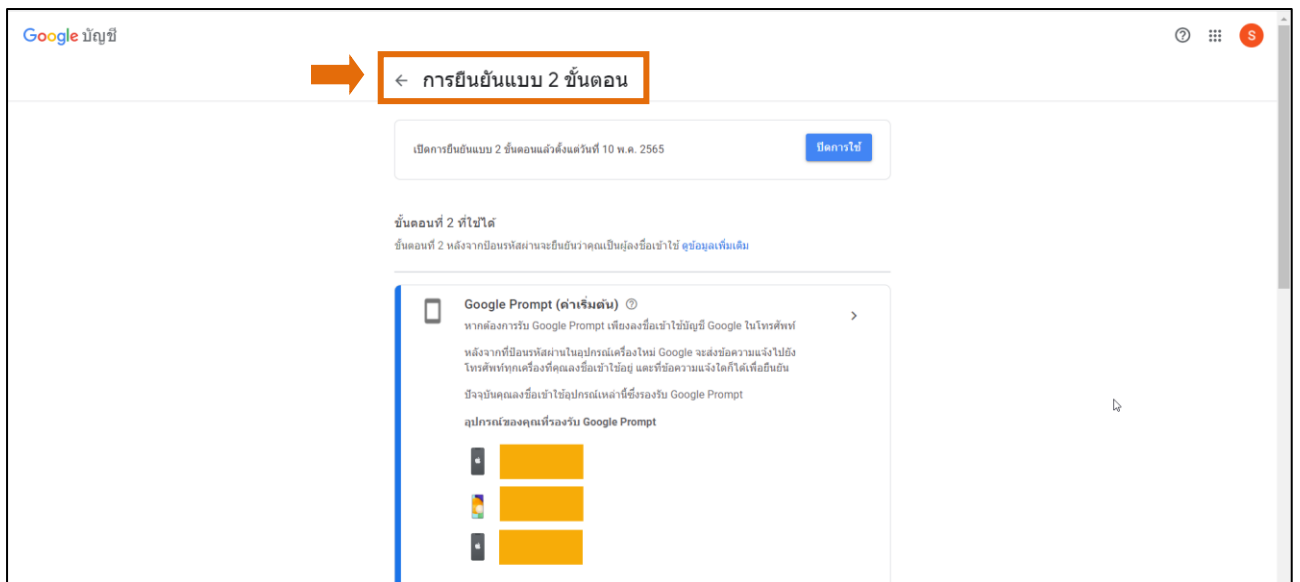 Google บัญชี
S
← การยืนยันแบบ 2 ขั้นตอน
เปิดการยืนยันแบบ 2 ขั้นตอนแล้วตั้งแต่วันที่ 10 พ.ค. 2565
ปิดการใช้
ขั้นตอนที่ 2 ที่ใช้ได้
ขั้นตอนที่ 2 หลังจากป้อนรหัสผ่านจะยืนยันว่าคุณเป็นผู้ลงชื่อเข้าใช้ ดูข้อมูลเพิ่มเติม
Google Prompt (ค่าเริ่มต้น)
หากต้องการรับ Google Prompt เพียงลงชื่อเข้าใช้บัญชี Google ในโทรศัพท์
หลังจากที่ป้อนรหัสผ่านในอุปกรณ์เครื่องใหม่ Google จะส่งข้อความแจ้งไปยัง
โทรศัพท์ทุกเครื่องที่คุณลงชื่อเข้าใช้อยู่ แตะที่ข้อความแจ้งใดก็ได้เพื่อยืนยัน
ปัจจุบันคุณลงชื่อเข้าใช้อุปกรณ์เหล่านี้ซึ่งรองรับ Google Prompt
อุปกรณ์ของคุณที่รองรับ Google Prompt